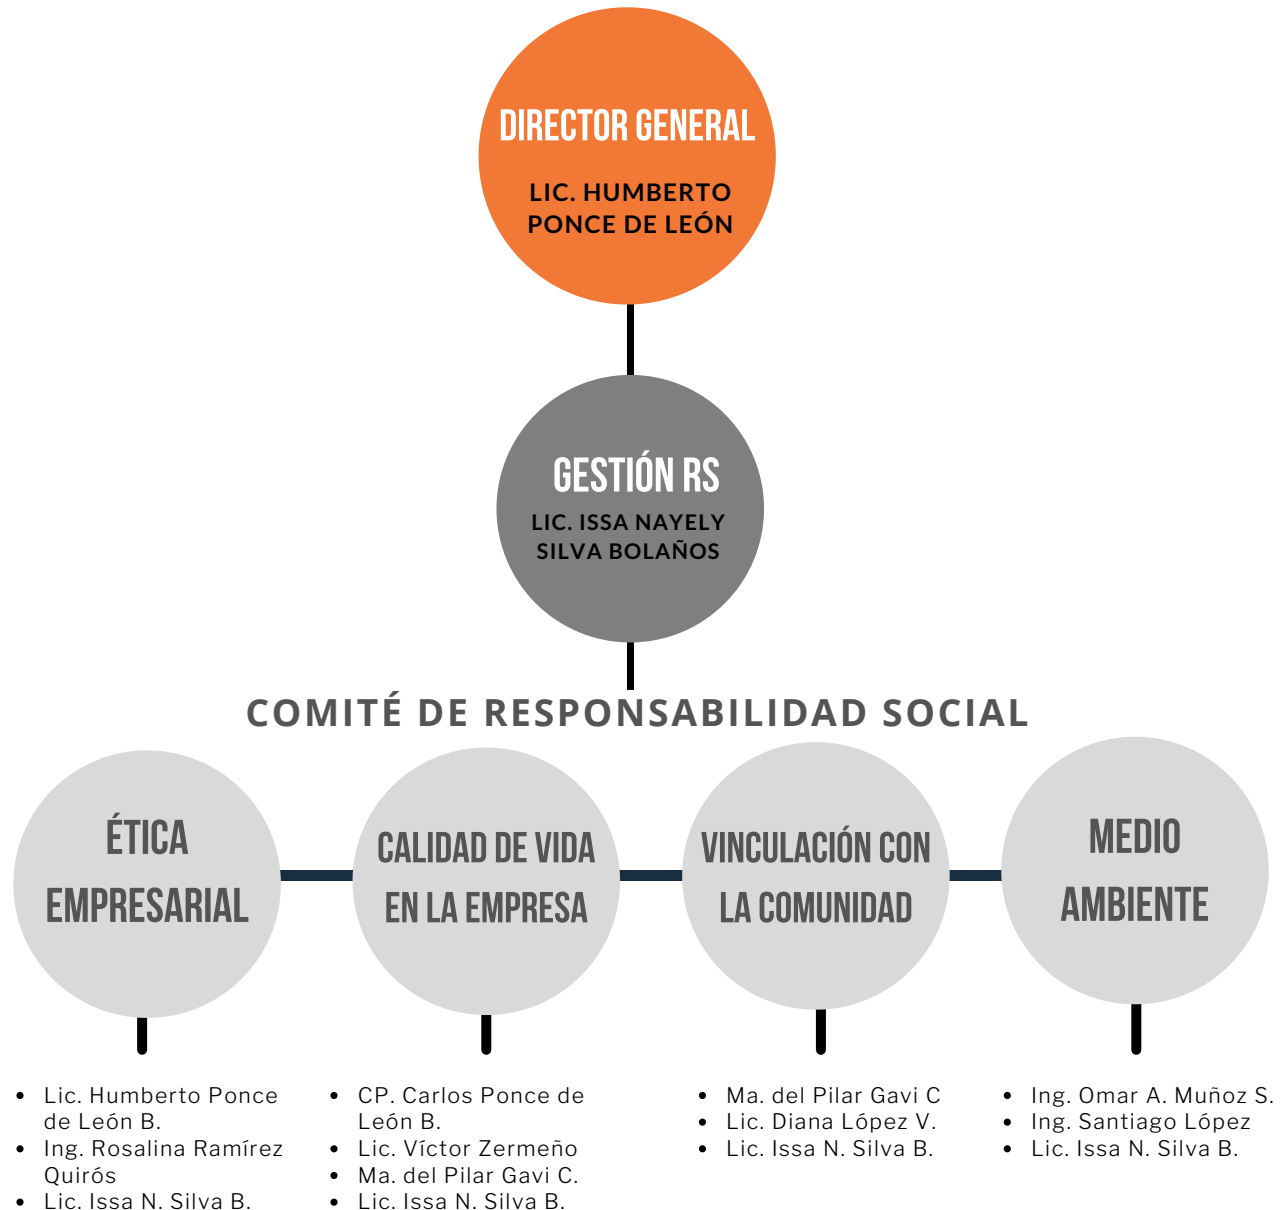 DIRECTOR GENERAL
LIC. HUMBERTO
PONCE DE LEÓN
GESTIÓN RS
LIC. ISSA NAYELY
SILVA BOLAÑOS
COMITÉ DE RESPONSABILIDAD SOCIAL
ÉTICA
EMPRESARIAL
CALIDAD DE VIDA
EN LA EMPRESA
VINCULACIÓN CON
LA COMUNIDAD
MEDIO
AMBIENTE
• Lic. Humberto Ponce
de León B.
• Ing. Rosalina Ramírez
Quirós
• Lic. Issa N. Silva B.
• CP. Carlos Ponce de
León B.
• Lic. Víctor Zermeño
• Ma. del Pilar Gavi C.
• Lic. Issa N. Silva B.
• Ma. del Pilar Gavi C
• Lic. Diana López V.
• Lic. Issa N. Silva B.
• Ing. Omar A. Muñoz S.
• Ing. Santiago López
• Lic. Issa N. Silva B.